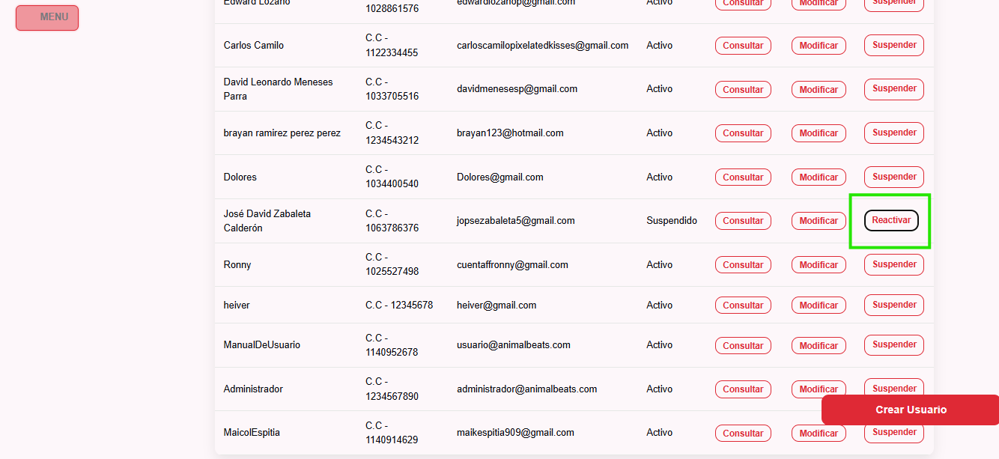 MENU
Edward Lozano
1028861576
edwardlozanop@gmail.com
Activo
Consultar
Modificar
Suspender
Carlos Camilo
C.C -
1122334455
carloscamilopixelatedkisses@gmail.com
Activo
Consultar
Modificar
Suspender
David Leonardo Meneses
Parra
C.C -
1033705516
davidmenesesp@gmail.com
Activo
Consultar
Modificar
Suspender
brayan ramirez perez perez
C.C -
1234543212
brayan123@hotmail.com
Activo
Consultar
Modificar
Suspender
Dolores
C.C -
1034400540
Dolores@gmail.com
Activo
Consultar
Modificar
Suspender
José David Zabaleta
Calderón
C.C -
1063786376
jopsezabaleta5@gmail.com
Suspendido
Consultar
Modificar
Reactivar
Ronny
C.C -
1025527498
cuentaffronny@gmail.com
Activo
Consultar
Modificar
Suspender
heiver
C.C - 12345678
heiver@gmail.com
Activo
Consultar
Modificar
Suspender
ManualDeUsuario
C.C -
1140952678
usuario@animalbeats.com
Activo
Consultar
Modificar
Suspender
Administrador
C.C -
1234567890
administrador@animalbeats.com
Activo
Consultar
Modificar
Suspender
Crear Usuario
MaicolEspitia
C.C -
1140914629
maikespitia909@gmail.com
Activo
Consultar
Modificar
Suspender